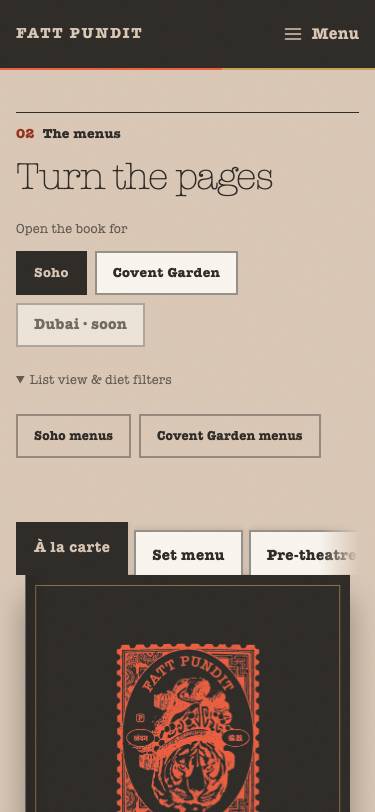 FATT PUNDIT
Menu
02 The menus
Turn the pages
Open the book for
Soho
Covent Garden
Dubai · soon
▼ List view & diet filters
Soho menus
Covent Garden menus
À la carte
Set menu
Pre-theatre
FATT PUNDIT